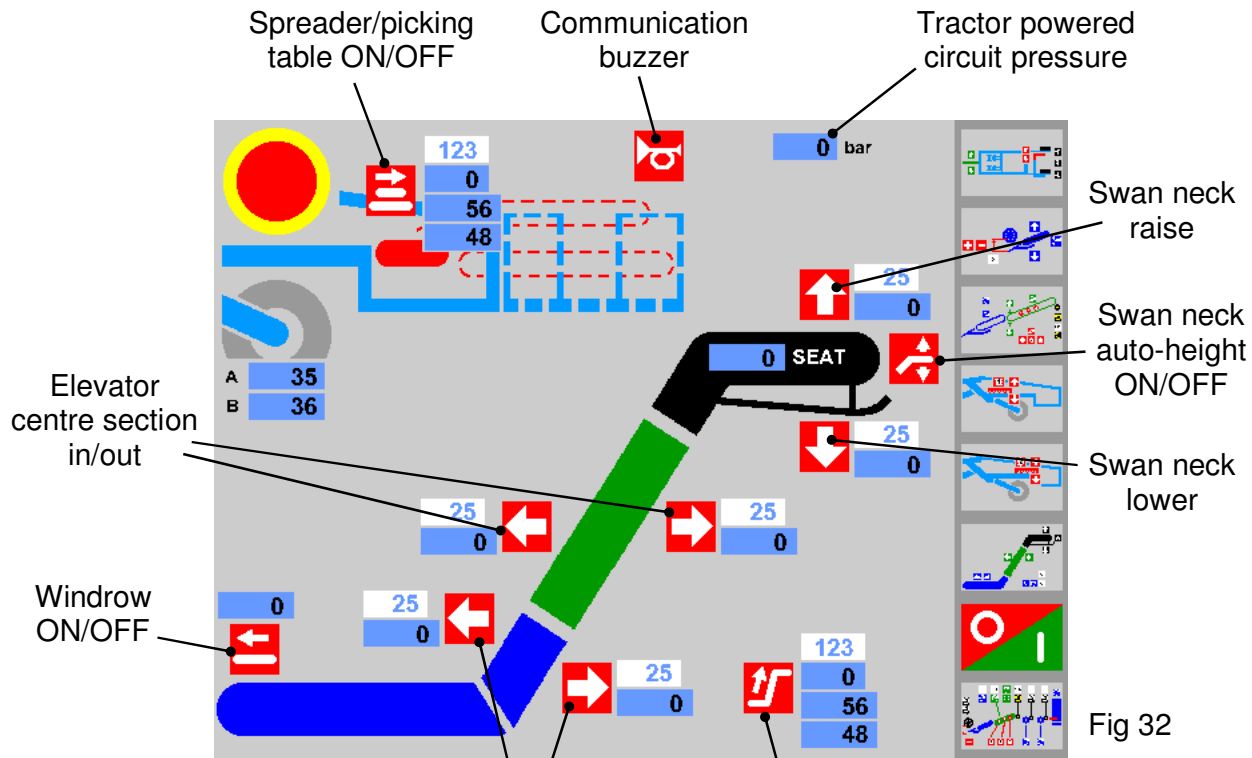 Spreader/picking
table ON/OFF
Communication
buzzer
Tractor powered
circuit pressure
123
0
56
48
0 bar
Swan neck
raise
25
0
Swan neck
auto-height
ON/OFF
0 SEAT
A 35
B 36
Elevator
centre section
in/out
25
0
Swan neck
lower
25
0
25
0
Windrow
ON/OFF
0
25
0
25
0
123
0
56
48
Fig 32